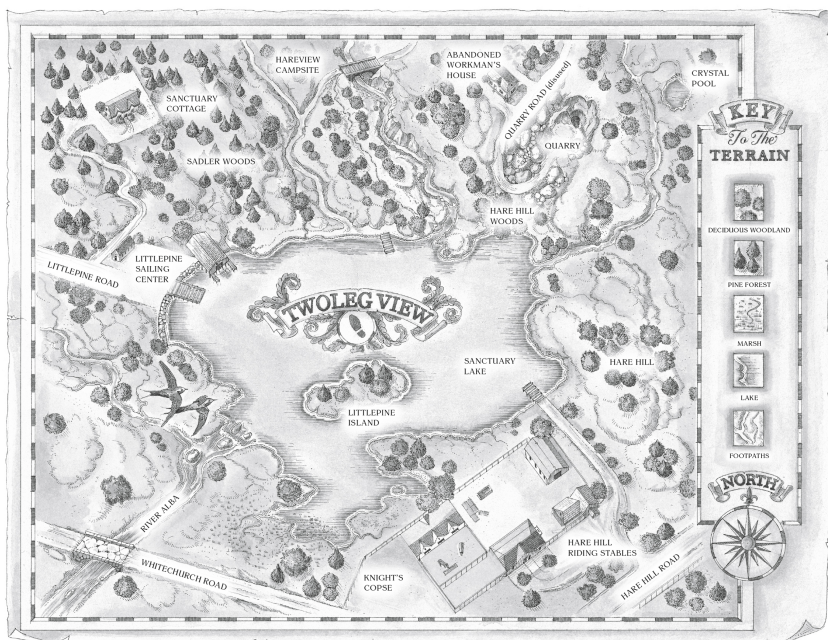 HAREVIEW
CAMPSITE
ABANDONED
WORKMAN'S
HOUSE
QUARRY ROAD (disused)
CRYSTAL
POOL
SANCTUARY
COTTAGE
SADLER WOODS
QUARRY
HARE HILL
WOODS
LITTLEPINE ROAD
LITTLEPINE
SAILING
CENTER
TWOLEG VIEW
SANCTUARY
LAKE
HARE HILL
LITTLEPINE
ISLAND
RIVER ALBA
WHITECHURCH ROAD
KNIGHT'S
COPSE
HARE HILL
RIDING STABLES
HARE HILL ROAD
KEY
To The
TERRAIN
DECIDUOUS WOODLAND
PINE FOREST
MARSH
LAKE
FOOTPATHS
NORTH